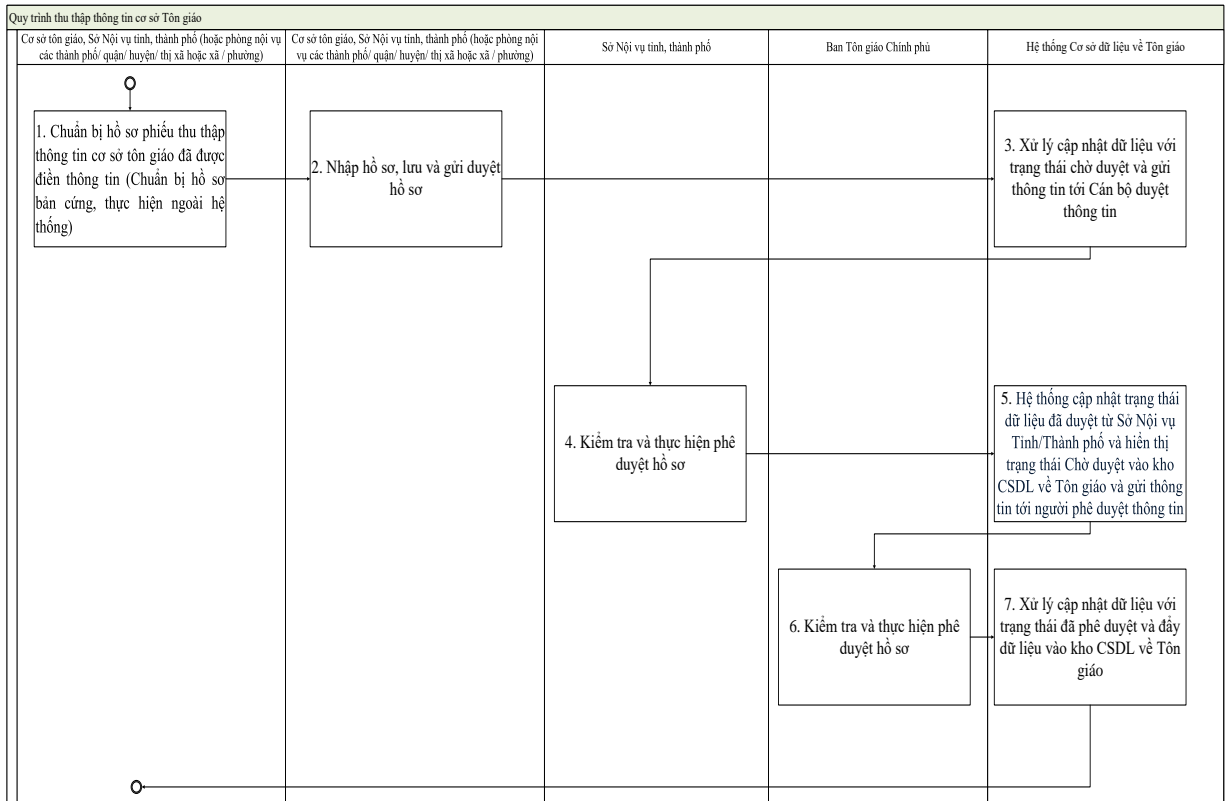 Quy trình thu thập thông tin cơ sở Tôn giáo
Cơ sở tôn giáo, Sở Nội vụ tỉnh, thành phố (hoặc phòng nội vụ
các thành phố/ quận/ huyện/ thị xã hoặc xã / phường)
Cơ sở tôn giáo, Sở Nội vụ tỉnh, thành phố (hoặc phòng nội
vụ các thành phố/ quận/ huyện/ thị xã hoặc xã / phường)
Sở Nội vụ tỉnh, thành phố
Ban Tôn giáo Chính phủ
Hệ thống Cơ sở dữ liệu về Tôn giáo
1. Chuẩn bị hồ sơ phiếu thu thập
thông tin cơ sở tôn giáo đã được
điền thông tin (Chuẩn bị hồ sơ
bản cứng, thực hiện ngoài hệ
thống)
2. Nhập hồ sơ, lưu và gửi duyệt
hồ sơ
3. Xử lý cập nhật dữ liệu với
trạng thái chờ duyệt và gửi
thông tin tới Cán bộ duyệt
thông tin
4. Kiểm tra và thực hiện phê
duyệt hồ sơ
5. Hệ thống cập nhật trạng thái
dữ liệu đã duyệt từ Sở Nội vụ
Tỉnh/Thành phố và hiển thị
trạng thái Chờ duyệt vào kho
CSDL về Tôn giáo và gửi thông
tin tới người phê duyệt thông tin
6. Kiểm tra và thực hiện phê
duyệt hồ sơ
7. Xử lý cập nhật dữ liệu với
trạng thái đã phê duyệt và đẩy
dữ liệu vào kho CSDL về Tôn
giáo